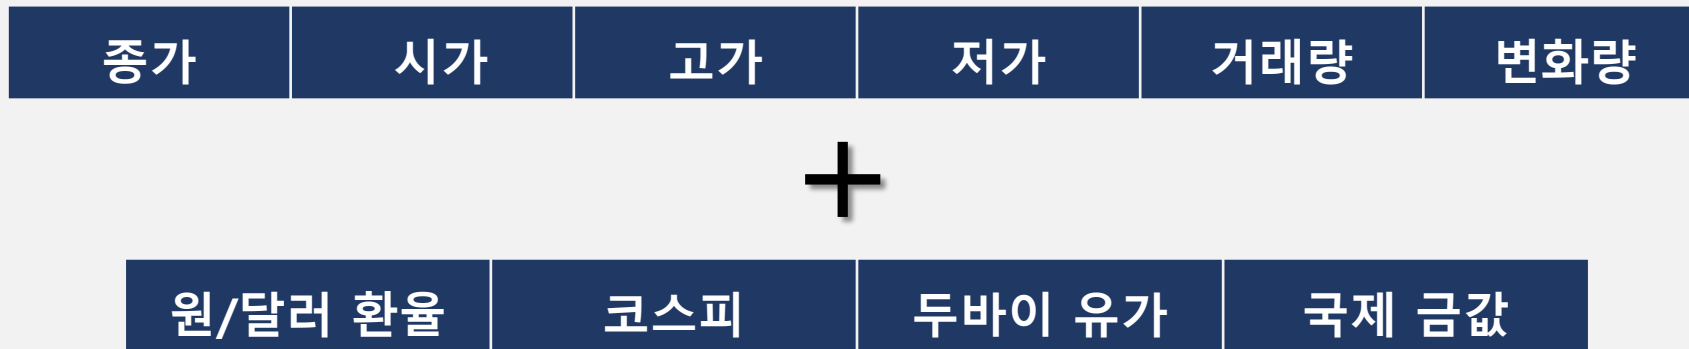 종가 시가 고가 저가 거래량 변화량
+
원/달러 환율 코스피 두바이 유가 국제 금값